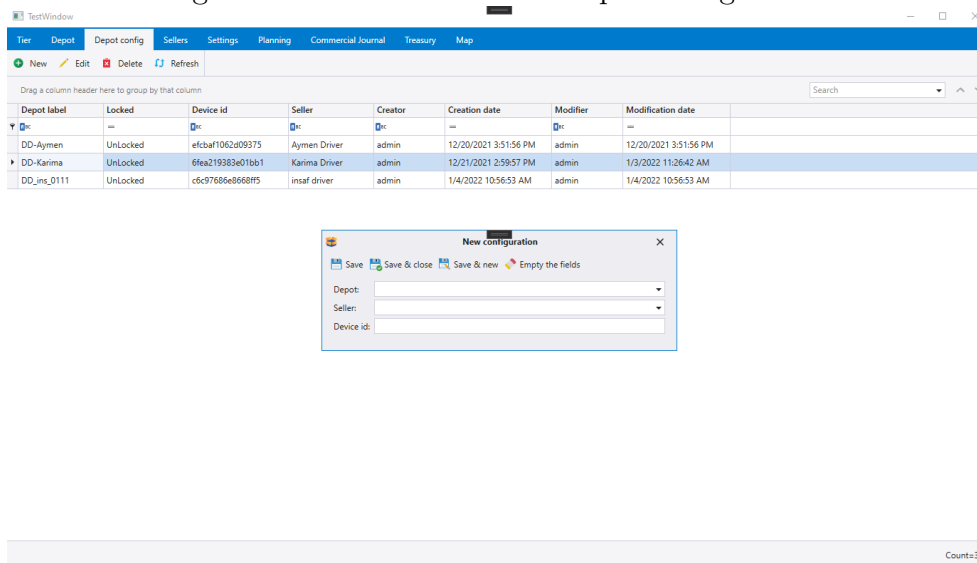 TestWindow
Tier Depot Depot config Sellers Settings Planning Commercial Journal Treasury Map
New Edit Delete Refresh
Drag a column header here to group by that column
Search
Depot label Locked Device id Seller Creator Creation date Modifier Modification date
= = =
DD-Aymen UnLocked efcbaf1062d09375 Aymen Driver admin 12/20/2021 3:51:56 PM admin 12/20/2021 3:51:56 PM
DD-Karima UnLocked 6fea219383e01bb1 Karima Driver admin 12/21/2021 2:59:57 PM admin 1/3/2022 11:26:42 AM
DD_ins_0111 UnLocked c6c97686e8668ff5 insaf driver admin 1/4/2022 10:56:53 AM admin 1/4/2022 10:56:53 AM
New configuration
Save Save & close Save & new Empty the fields
Depot:
Seller:
Device id:
Count=3